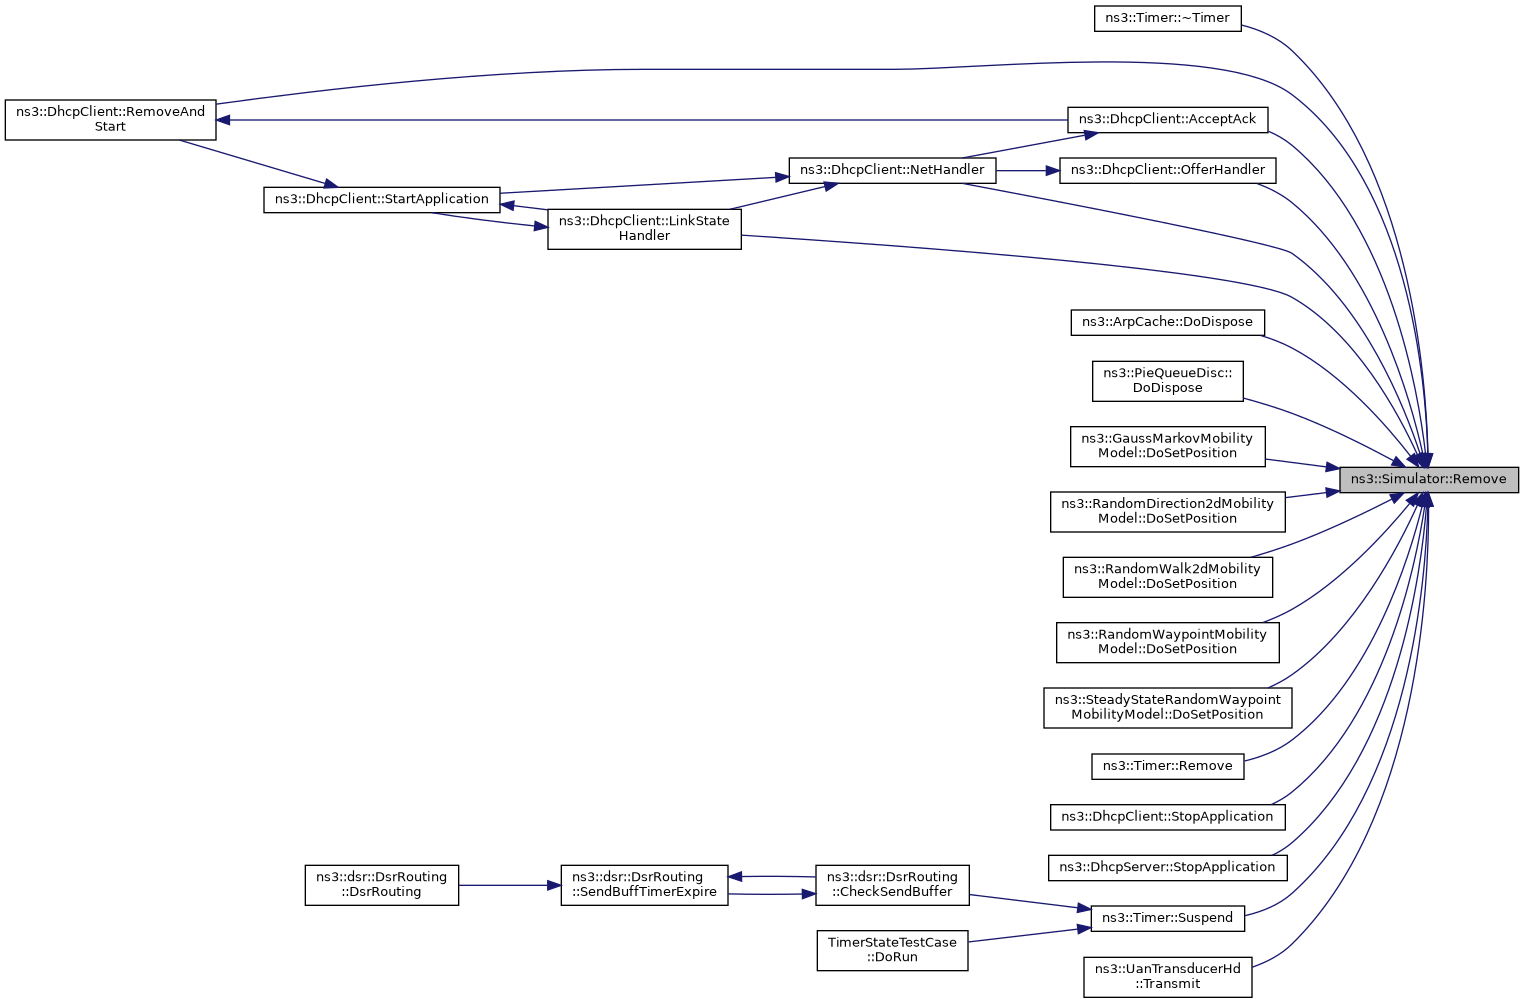 ns3::Timer::~Timer
ns3::DhcpClient::RemoveAnd
Start
ns3::DhcpClient::AcceptAck
ns3::DhcpClient::NetHandler
ns3::DhcpClient::OfferHandler
ns3::DhcpClient::StartApplication
ns3::DhcpClient::LinkState
Handler
ns3::ArpCache::DoDispose
ns3::PieQueueDisc::
DoDispose
ns3::GaussMarkovMobility
Model::DoSetPosition
ns3::Simulator::Remove
ns3::RandomDirection2dMobility
Model::DoSetPosition
ns3::RandomWalk2dMobility
Model::DoSetPosition
ns3::RandomWaypointMobility
Model::DoSetPosition
ns3::SteadyStateRandomWaypoint
MobilityModel::DoSetPosition
ns3::Timer::Remove
ns3::DhcpClient::StopApplication
ns3::DhcpServer::StopApplication
ns3::dsr::DsrRouting
::DsrRouting
ns3::dsr::DsrRouting
::SendBuffTimerExpire
ns3::dsr::DsrRouting
::CheckSendBuffer
ns3::Timer::Suspend
TimerStateTestCase
::DoRun
ns3::UanTransducerHd
::Transmit